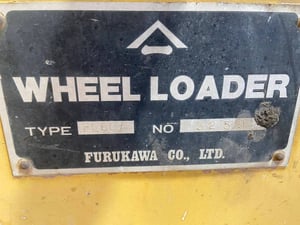 WHEEL LOADER
TYPE NO
FURUKAWA CO., LTD.